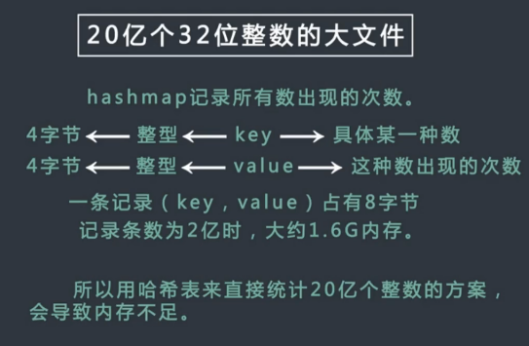 20亿个32位整数的大文件
hashmap记录所有数出现的次数。
4字节 整型 key 具体某一种数
4字节 整型 value 这种数出现的次数
一条记录（key，value）占有8字节
记录条数为2亿时，大约1.6G内存。
所以用哈希表来直接统计20亿个整数的方案，
会导致内存不足。